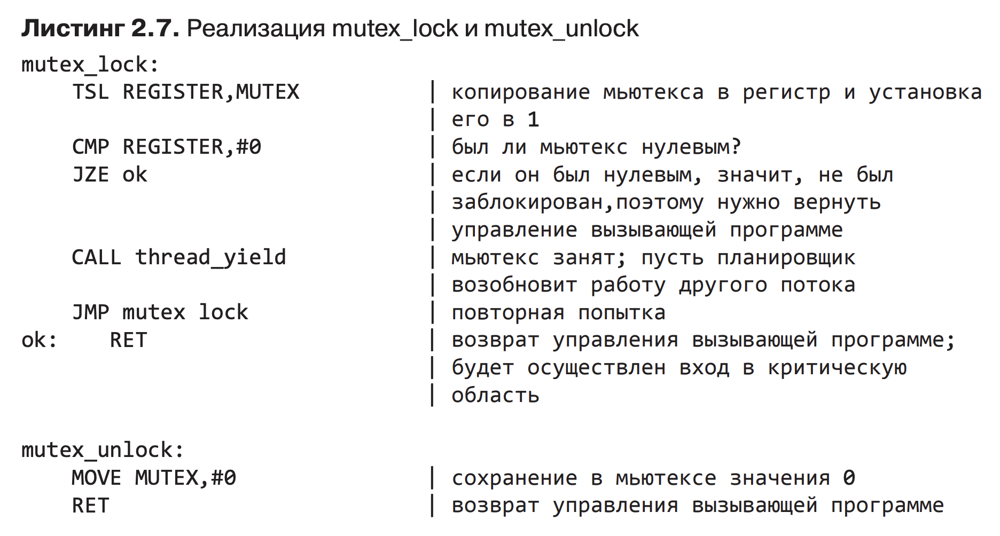 Листинг 2.7. Реализация mutex_lock и mutex_unlock
mutex_lock:
TSL REGISTER,MUTEX | копирование мьютекса в регистр и установка
| его в 1
CMP REGISTER,#0 | был ли мьютекс нулевым?
JZE ok | если он был нулевым, значит, не был
| заблокирован,поэтому нужно вернуть
| управление вызывающей программе
CALL thread_yield | мьютекс занят; пусть планировщик
| возобновит работу другого потока
JMP mutex lock | повторная попытка
ok: RET | возврат управления вызывающей программе;
| будет осуществлен вход в критическую
| область
mutex_unlock:
MOVE MUTEX,#0 | сохранение в мьютексе значения 0
RET | возврат управления вызывающей программе